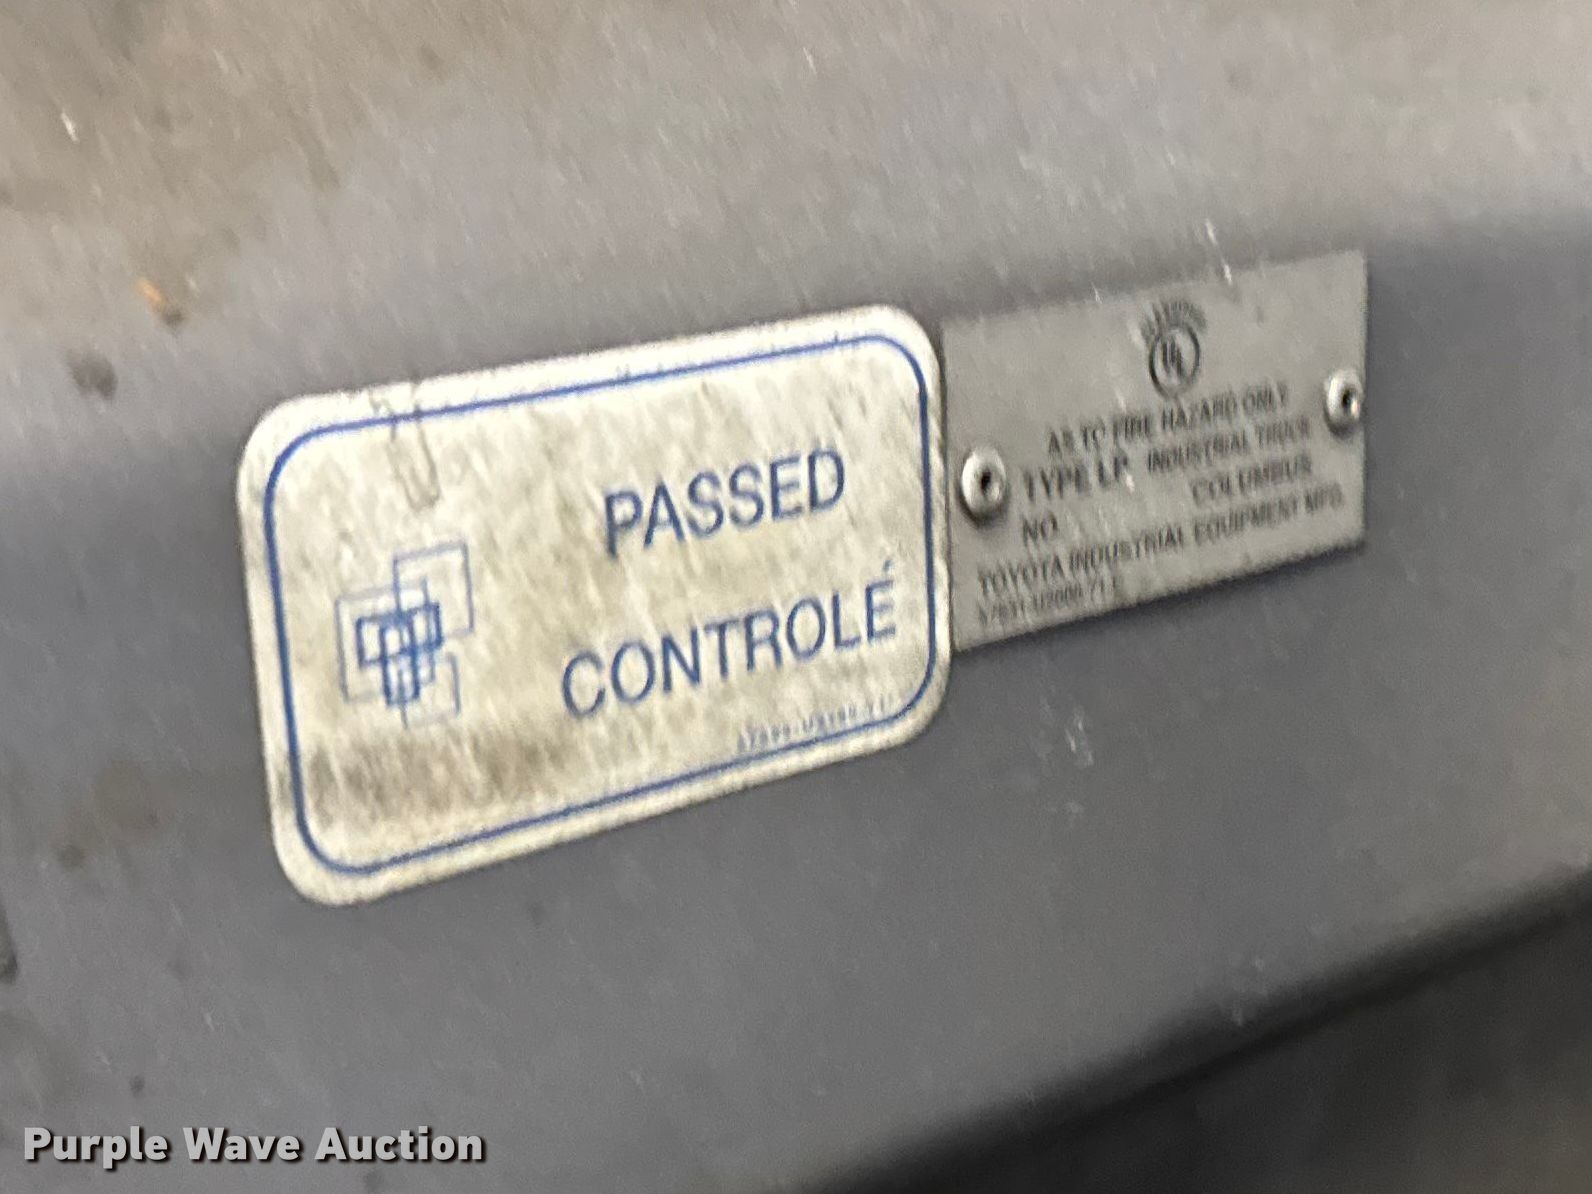 PASSED
CONTROLÉ
UL
AS TO FIRE HAZARD ONLY
TYPE LP INDUSTRIAL TRUCK
NO. COLUMBUS
TOYOTA INDUSTRIAL EQUIPMENT MFG.
Purple Wave Auction